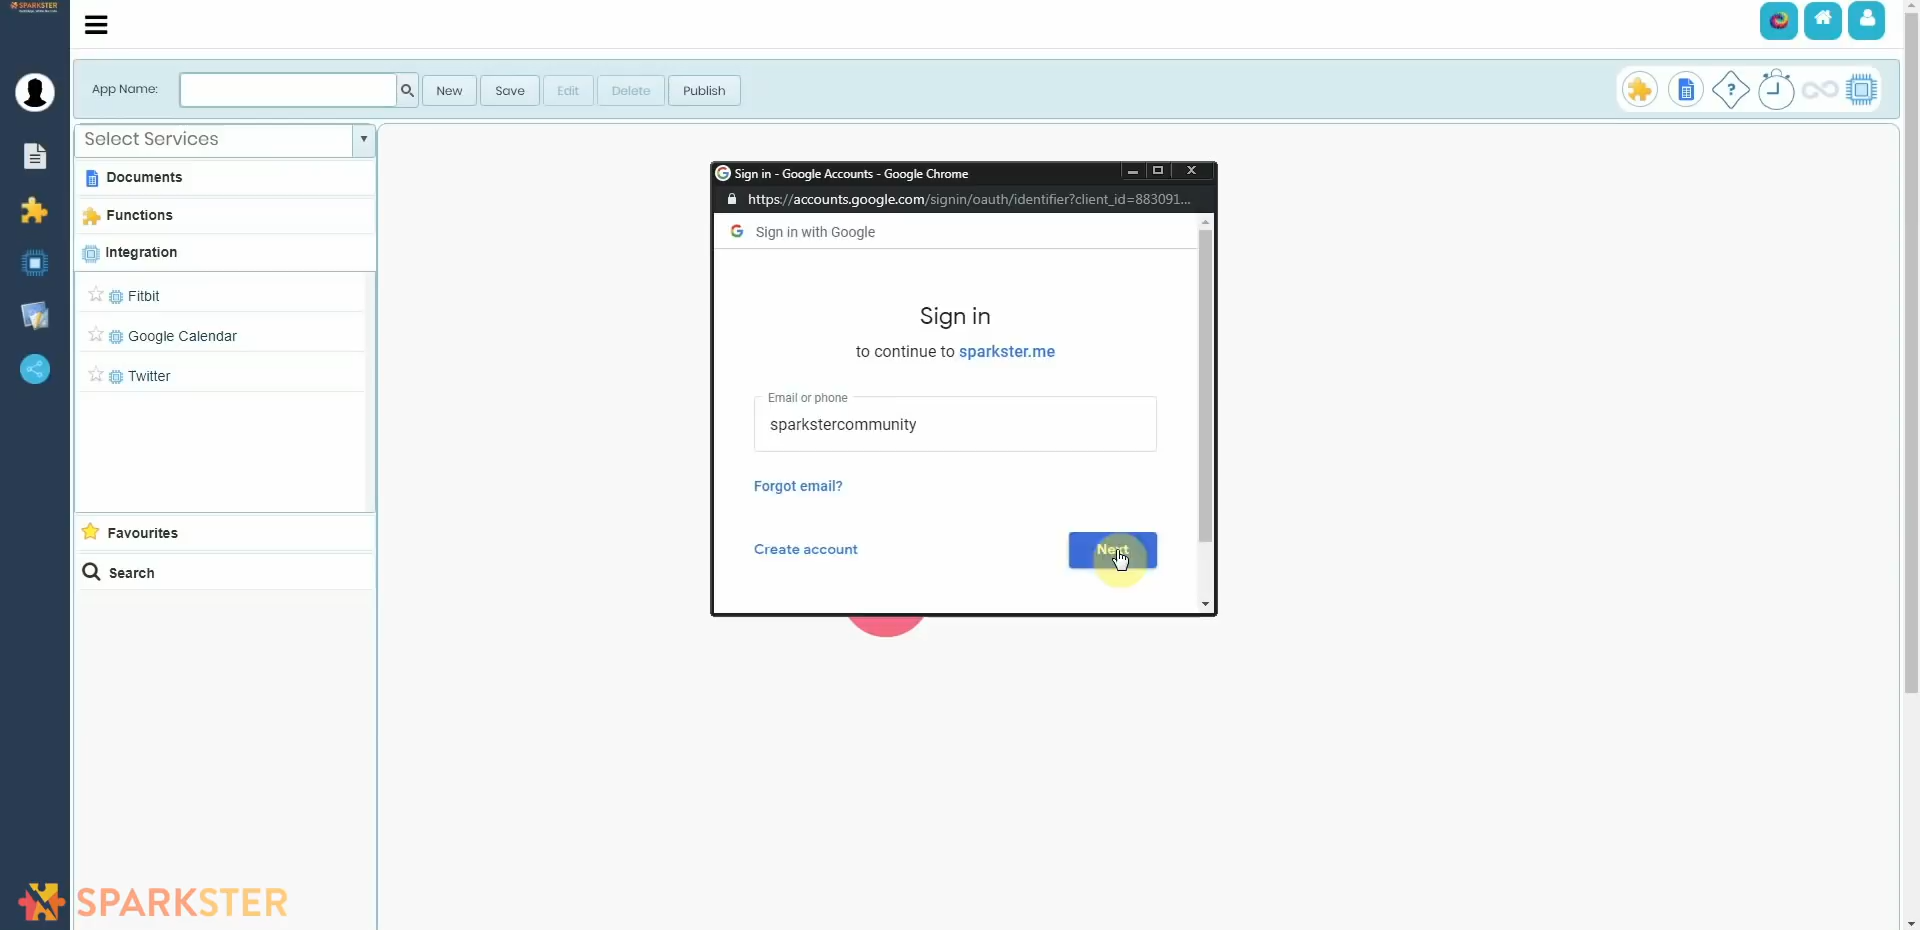 SPARKSTER
App Name:
New
Save
Edit
Delete
Publish
?
Select Services
Documents
Functions
Integration
Fitbit
Google Calendar
Twitter
Favourites
Search
Sign in - Google Accounts - Google Chrome
https://accounts.google.com/signin/oauth/identifier?client_id=883091...
Sign in with Google
Sign in
to continue to sparkster.me
Email or phone
sparkstercommunity
Forgot email?
Create account
Next
SPARKSTER